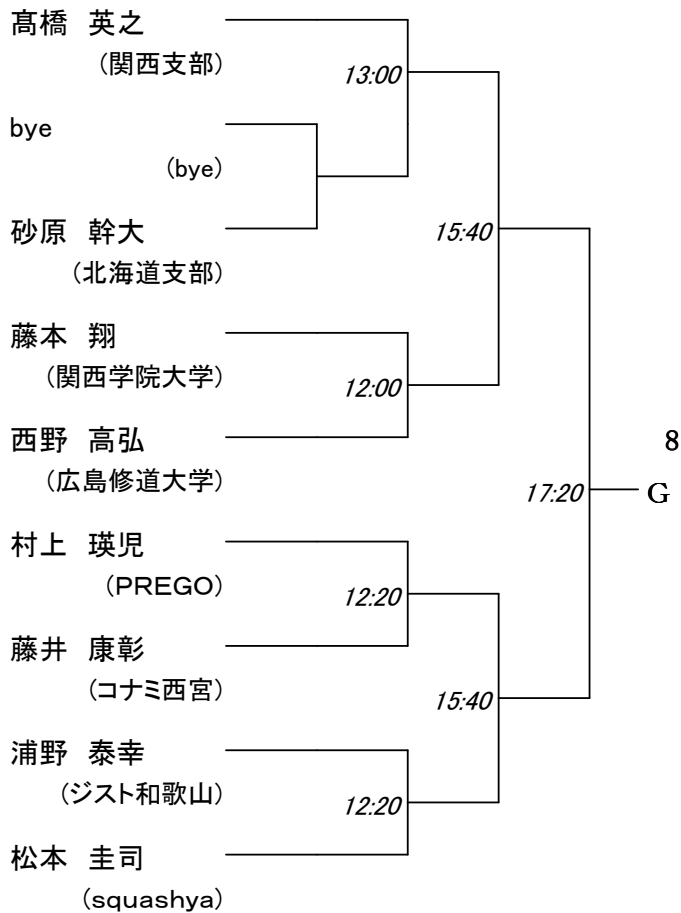 髙橋　英之
（関西支部）
13:00
bye
（bye）
砂原　幹大
15:40
（北海道支部）
藤本　翔
（関西学院大学）
12:00
西野　高弘
8
（広島修道大学）
17:20
G
村上　瑛児
（PREGO）
12:20
藤井　康彰
（コナミ西宮）
15:40
浦野　泰幸
（ジスト和歌山）
12:20
松本　圭司
（squashya）